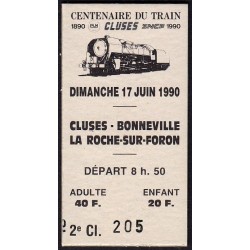 CENTENAIRE DU TRAIN
1890 CLUSES SNCF 1990
DIMANCHE 17 JUIN 1990
CLUSES - BONNEVILLE
LA ROCHE-SUR-FORON
DÉPART 8 h. 50
ADULTE ENFANT
40 F. 20 F.
2e Cl. 205